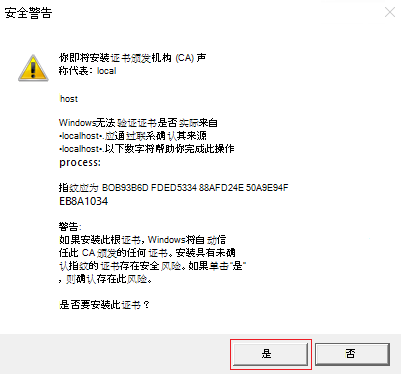 安全警告
你即将安装证书颁发机构 (CA) 声
称代表：local
host
Windows无法验证证书是否实际来自
•localhost•.应通过联系确认其来源
•localhost•.以下数字将帮助你完成此操作
process:
指纹应为 BOB93B6D FDED5334 88AFD24E 50A9E94F
EB8A1034
警告:
如果安装此根证书，Windows将自动信
任此 CA 颁发的任何证书。安装具有未确
认指纹的证书存在安全风险。如果单击"是"
，则确认存在此风险。
是否要安装此证书？
是
否